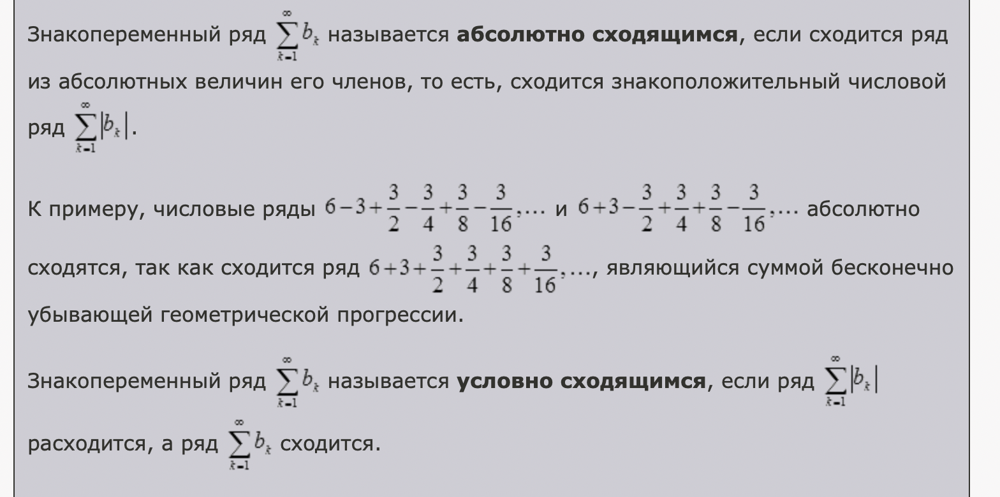 Знакопеременный ряд $\sum_{k=1}^{\infty} b_k$ называется абсолютно сходящимся, если сходится ряд
из абсолютных величин его членов, то есть, сходится знакоположительный числовой
ряд $\sum_{k=1}^{\infty} |b_k|$.
К примеру, числовые ряды $6-3+\frac{3}{2}-\frac{3}{4}+\frac{3}{8}-\frac{3}{16},\ldots$ и $6+3-\frac{3}{2}+\frac{3}{4}+\frac{3}{8}-\frac{3}{16},\ldots$ абсолютно
сходятся, так как сходится ряд $6+3+\frac{3}{2}+\frac{3}{4}+\frac{3}{8}+\frac{3}{16},\ldots$, являющийся суммой бесконечно
убывающей геометрической прогрессии.
Знакопеременный ряд $\sum_{k=1}^{\infty} b_k$ называется условно сходящимся, если ряд $\sum_{k=1}^{\infty} |b_k|$
расходится, а ряд $\sum_{k=1}^{\infty} b_k$ сходится.